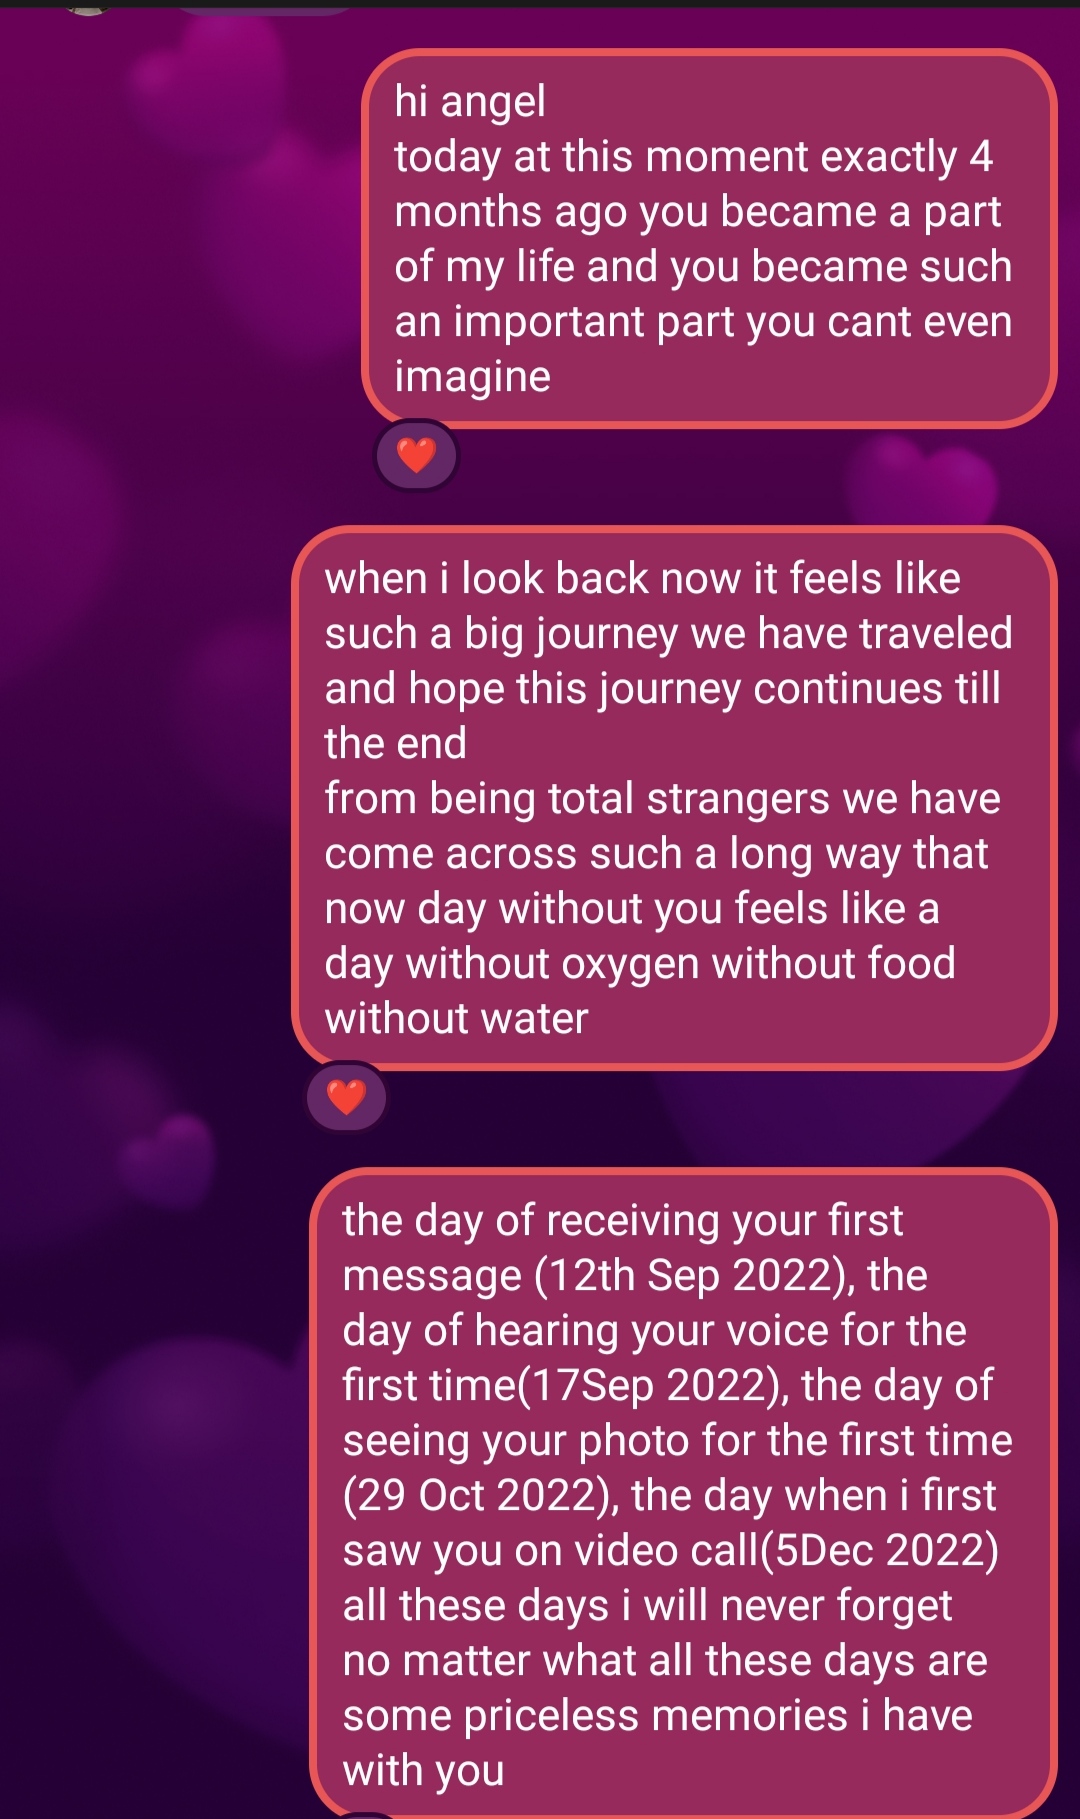 hi angel
today at this moment exactly 4
months ago you became a part
of my life and you became such
an important part you cant even
imagine
when i look back now it feels like
such a big journey we have traveled
and hope this journey continues till
the end
from being total strangers we have
come across such a long way that
now day without you feels like a
day without oxygen without food
without water
the day of receiving your first
message (12th Sep 2022), the
day of hearing your voice for the
first time(17Sep 2022), the day of
seeing your photo for the first time
(29 Oct 2022), the day when i first
saw you on video call(5Dec 2022)
all these days i will never forget
no matter what all these days are
some priceless memories i have
with you